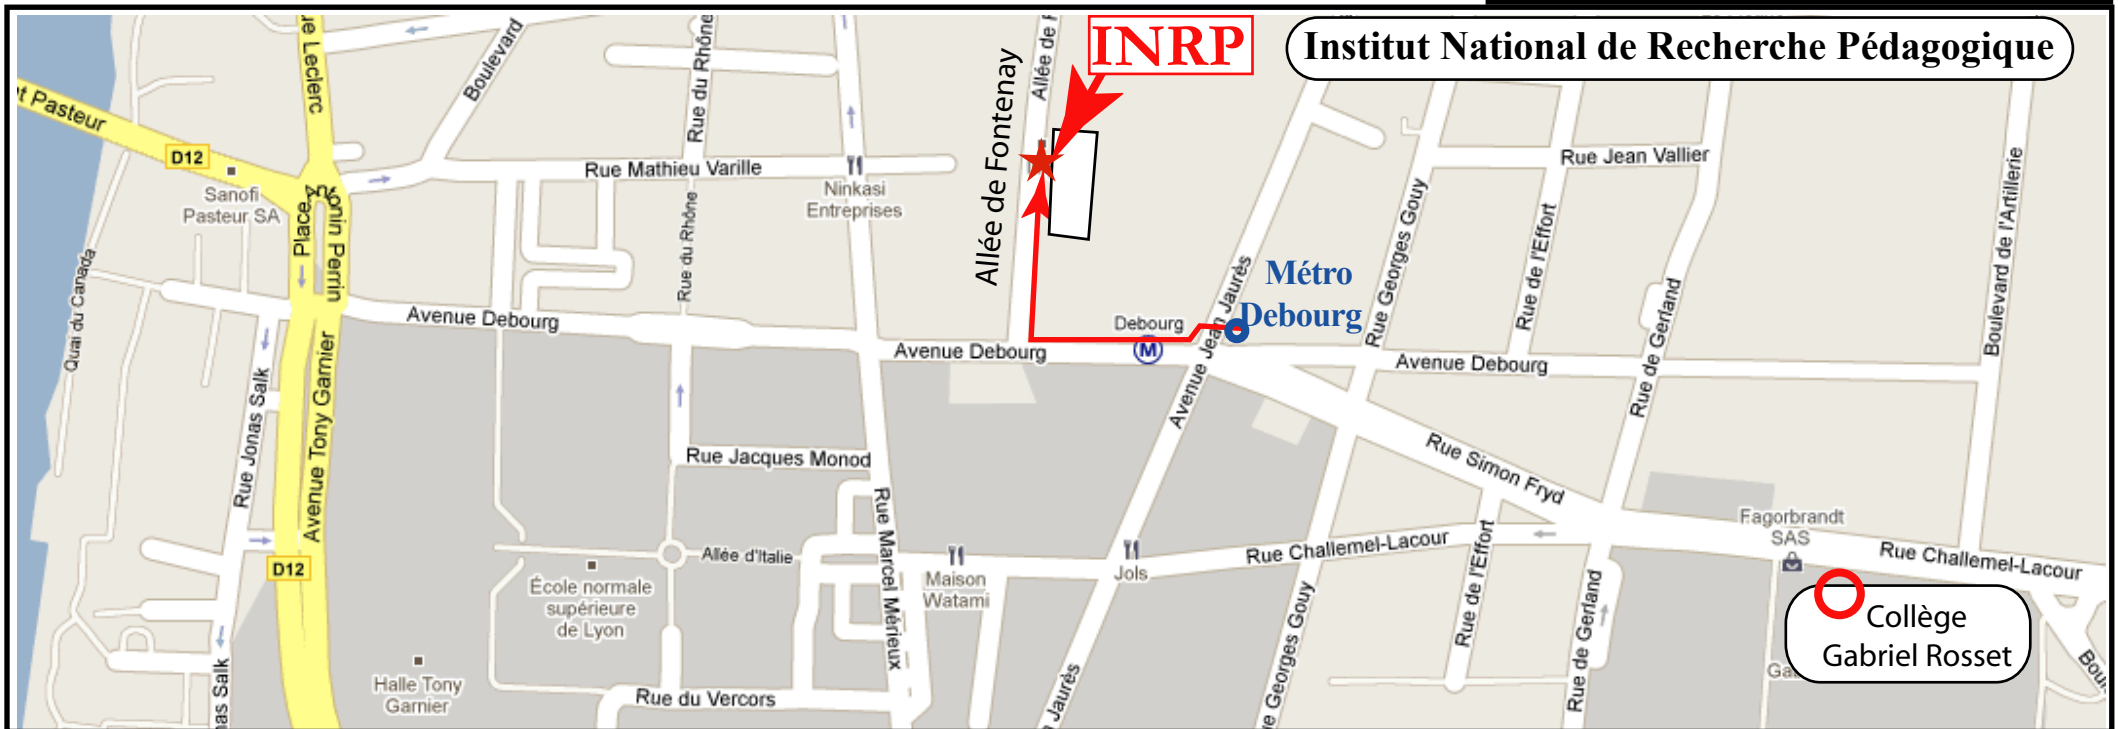 INRP
Institut National de Recherche Pédagogique
Allée de Fontenay
Métro
Debourg
Collège
Gabriel Rosset
Pasteur
D12
Sanofi
Pasteur SA
Leclerc
Boulevard
Rue du Rhône
Allée de
Rue Mathieu Varille
Ninkasi
Entreprises
Rue Jean Vallier
Place
Perrin
Quai du Canada
Rue du Rhône
Avenue Debourg
Avenue Debourg
Debourg
M
Avenue Jean Jaurès
Rue Georges Gouy
Rue de l'Effort
Rue de Gerland
Boulevard de l'Artillerie
Avenue Debourg
Rue Jonas Salk
Avenue Tony Garnier
D12
Rue Jacques Monod
Rue Marcel Mérieux
Allée d'Italie
École normale
supérieure
de Lyon
Maison
Watami
Jols
Rue Simon Fryd
Rue Challemel-Lacour
Rue de l'Effort
Rue de Gerland
Fagorbrandt
SAS
Rue Challemel-Lacour
Halle Tony
Garnier
Rue du Vercors
Salk
Jaurès
Georges Gouy